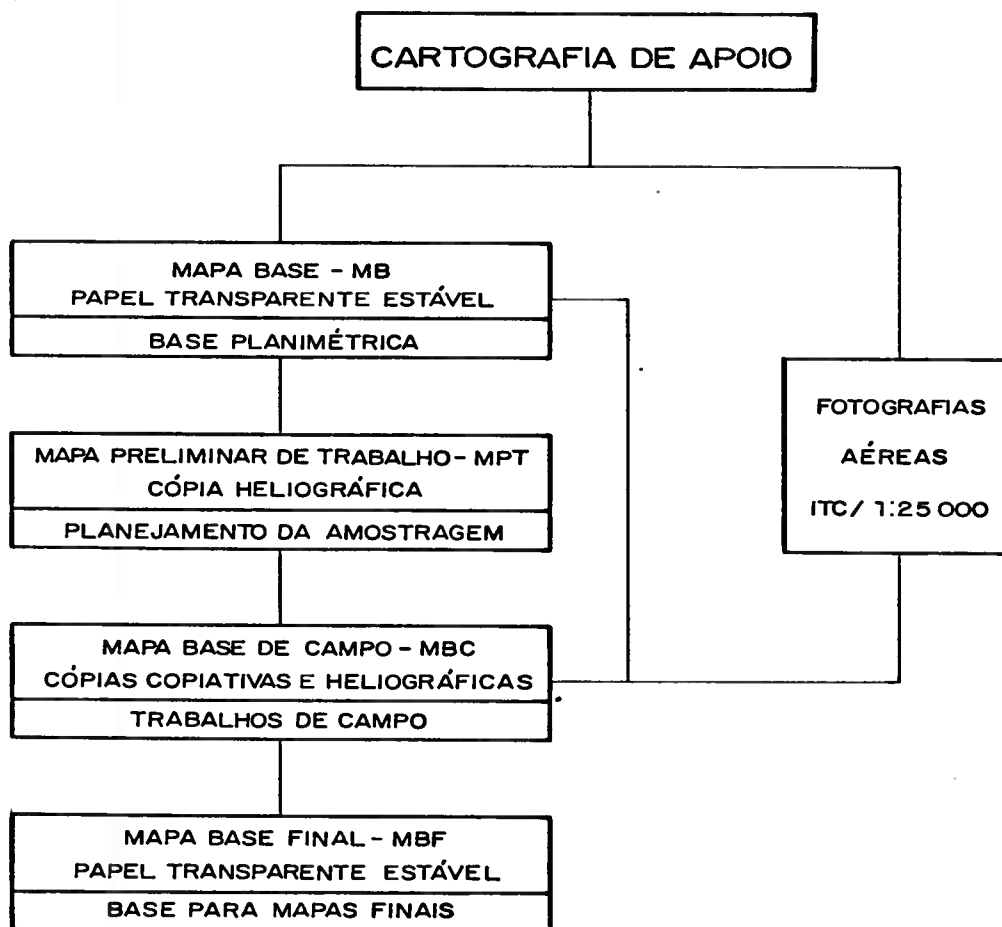 CARTOGRAFIA DE APOIO
MAPA BASE - MB
PAPEL TRANSPARENTE ESTÁVEL
BASE PLANIMÉTRICA
MAPA PRELIMINAR DE TRABALHO - MPT
CÓPIA HELIOGRÁFICA
PLANEJAMENTO DA AMOSTRAGEM
MAPA BASE DE CAMPO - MBC
CÓPIAS COPIATIVAS E HELIOGRÁFICAS
TRABALHOS DE CAMPO
MAPA BASE FINAL - MBF
PAPEL TRANSPARENTE ESTÁVEL
BASE PARA MAPAS FINAIS
FOTOGRAFIAS
AÉREAS
ITC/ 1:25 000